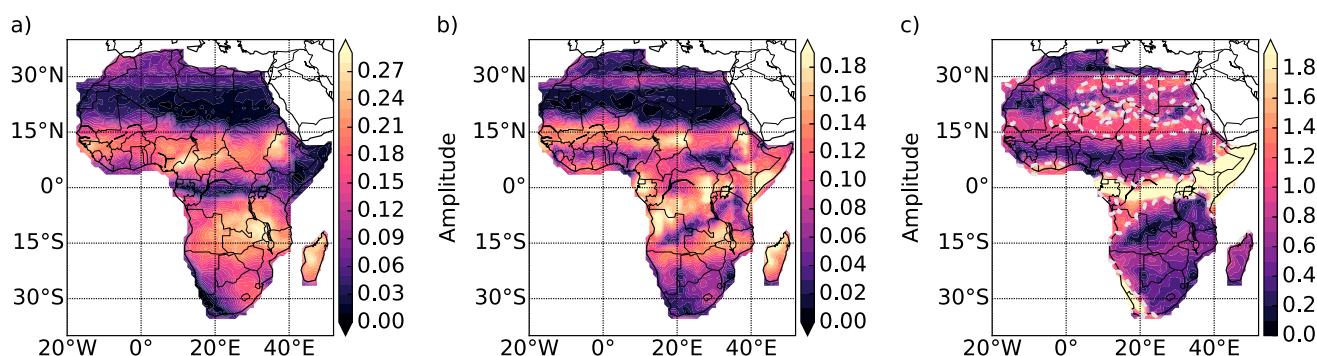 a)
30°N
15°N
0°
15°S
30°S
20°W
0°
20°E
40°E
0.27
0.24
0.21
0.18
0.15
0.12
0.09
0.06
0.03
0.00
b)
Amplitude
30°N
15°N
0°
15°S
30°S
20°W
0°
20°E
40°E
0.18
0.16
0.14
0.12
0.10
0.08
0.06
0.04
0.02
0.00
c)
Amplitude
30°N
15°N
0°
15°S
30°S
20°W
0°
20°E
40°E
1.8
1.6
1.4
1.2
1.0
0.8
0.6
0.4
0.2
0.0